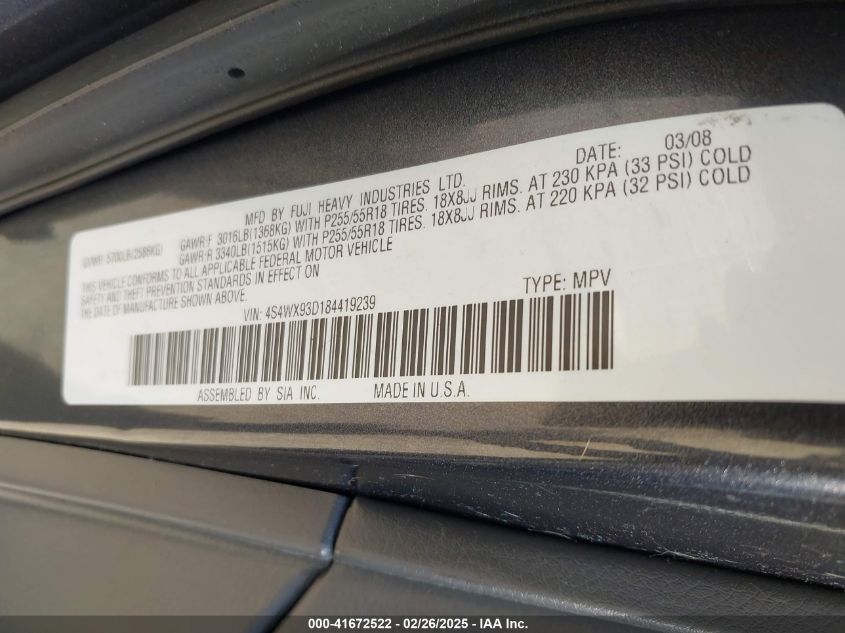 MFD BY FUJI HEAVY INDUSTRIES LTD. DATE: 03/08
GVWR: 5700LB(2586KG) GAWR:F 3016LB(1368KG) WITH P255/55R18 TIRES. 18X8JJ RIMS. AT 230 KPA (33 PSI) COLD
GAWR:R 3340LB(1515KG) WITH P255/55R18 TIRES. 18X8JJ RIMS. AT 220 KPA (32 PSI) COLD
THIS VEHICLE CONFORMS TO ALL APPLICABLE FEDERAL MOTOR VEHICLE
SAFETY AND THEFT PREVENTION STANDARDS IN EFFECT ON
THE DATE OF MANUFACTURE SHOWN ABOVE.
VIN: 4S4WX93D184419239 TYPE: MPV
ASSEMBLED BY SIA INC. MADE IN U.S.A.
000-41672522 - 02/26/2025 - IAA Inc.